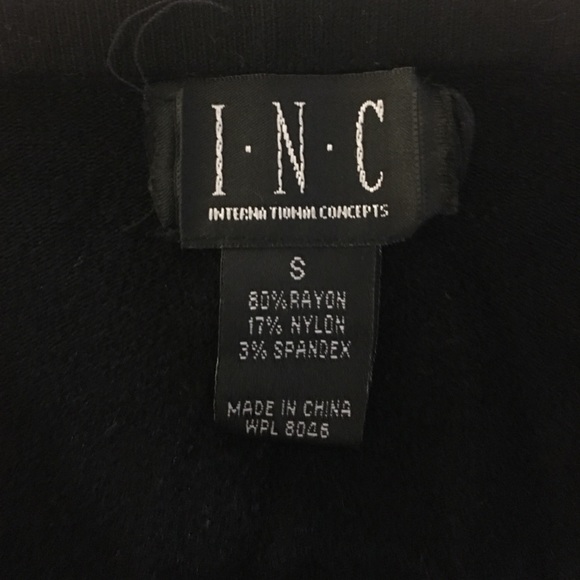 I·N·C
INTERNATIONAL CONCEPTS
S
80% RAYON
17% NYLON
3% SPANDEX
MADE IN CHINA
WPL 8046